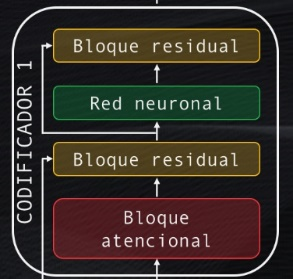 CODIFICADOR 1
Bloque residual
Red neuronal
Bloque residual
Bloque
atencional